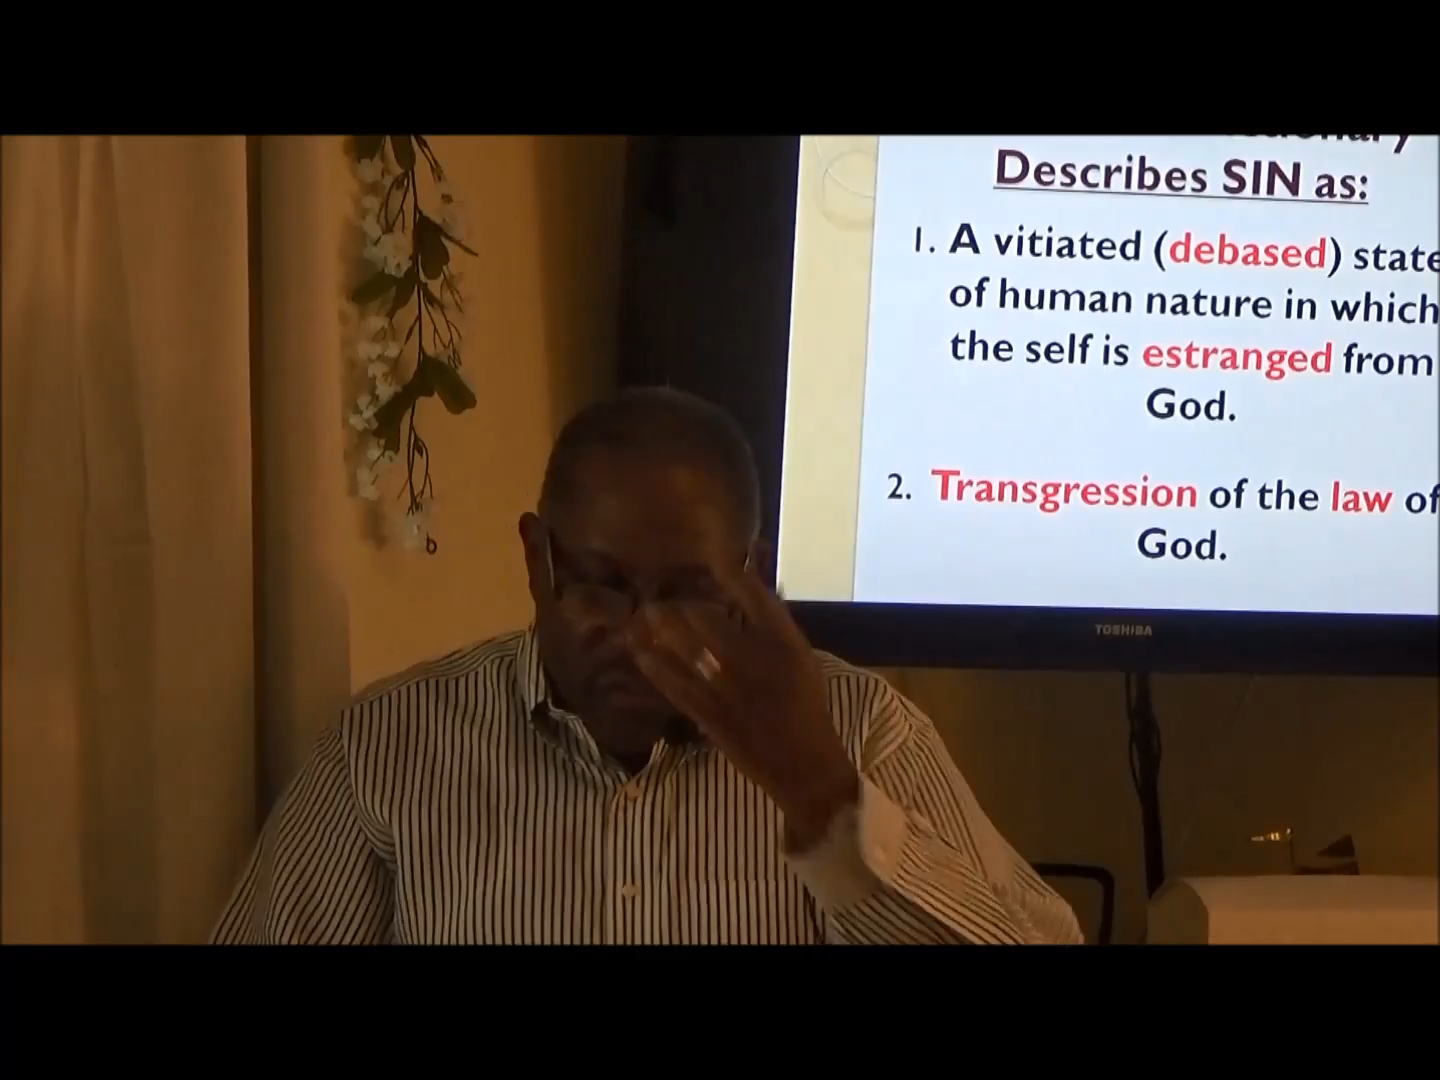 Describes SIN as:
1. A vitiated (debased) state
of human nature in which
the self is estranged from
God.
2. Transgression of the law of
God.
TOSHIBA